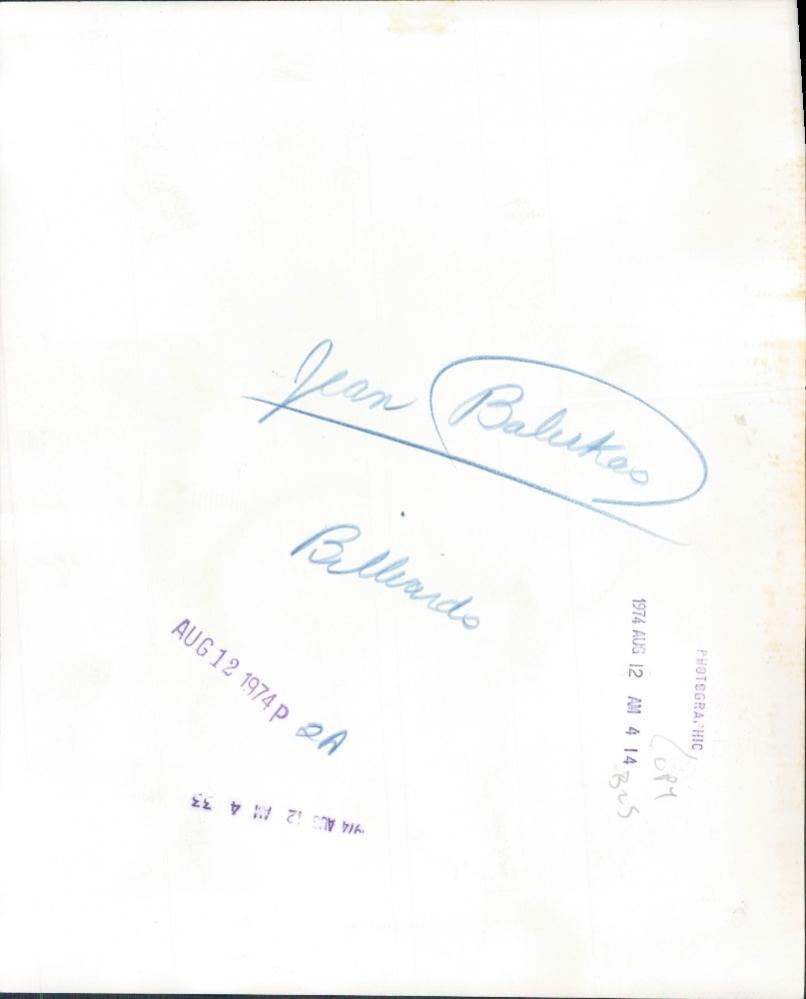 Jean Balukas
Billiards
AUG 12 1974 P 2A
1974 AUG 12 AM 4 33
1974 AUG 12 AM 4 14
PHOTOGRAPHIC
COPY